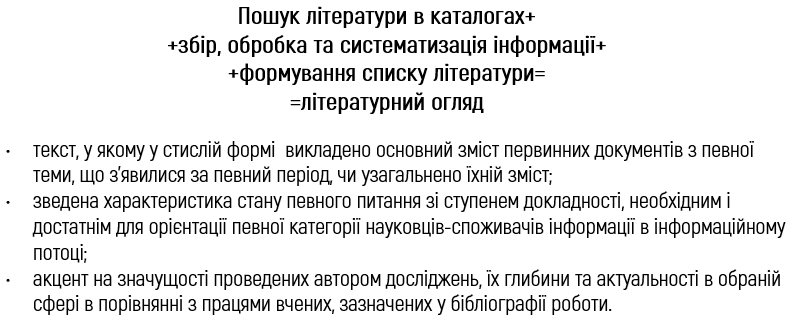 Пошук літератури в каталогах+
+збір, обробка та систематизація інформації+
+формування списку літератури=
=літературний огляд
• текст, у якому у стислій формі викладено основний зміст первинних документів з певної
теми, що з'явилися за певний період, чи узагальнено їхній зміст;
• зведена характеристика стану певного питання зі ступенем докладності, необхідним і
достатнім для орієнтації певної категорії науковців-споживачів інформації в інформаційному
потоці;
• акцент на значущості проведених автором досліджень, їх глибини та актуальності в обраній
сфері в порівнянні з працями вчених, зазначених у бібліографії роботи.